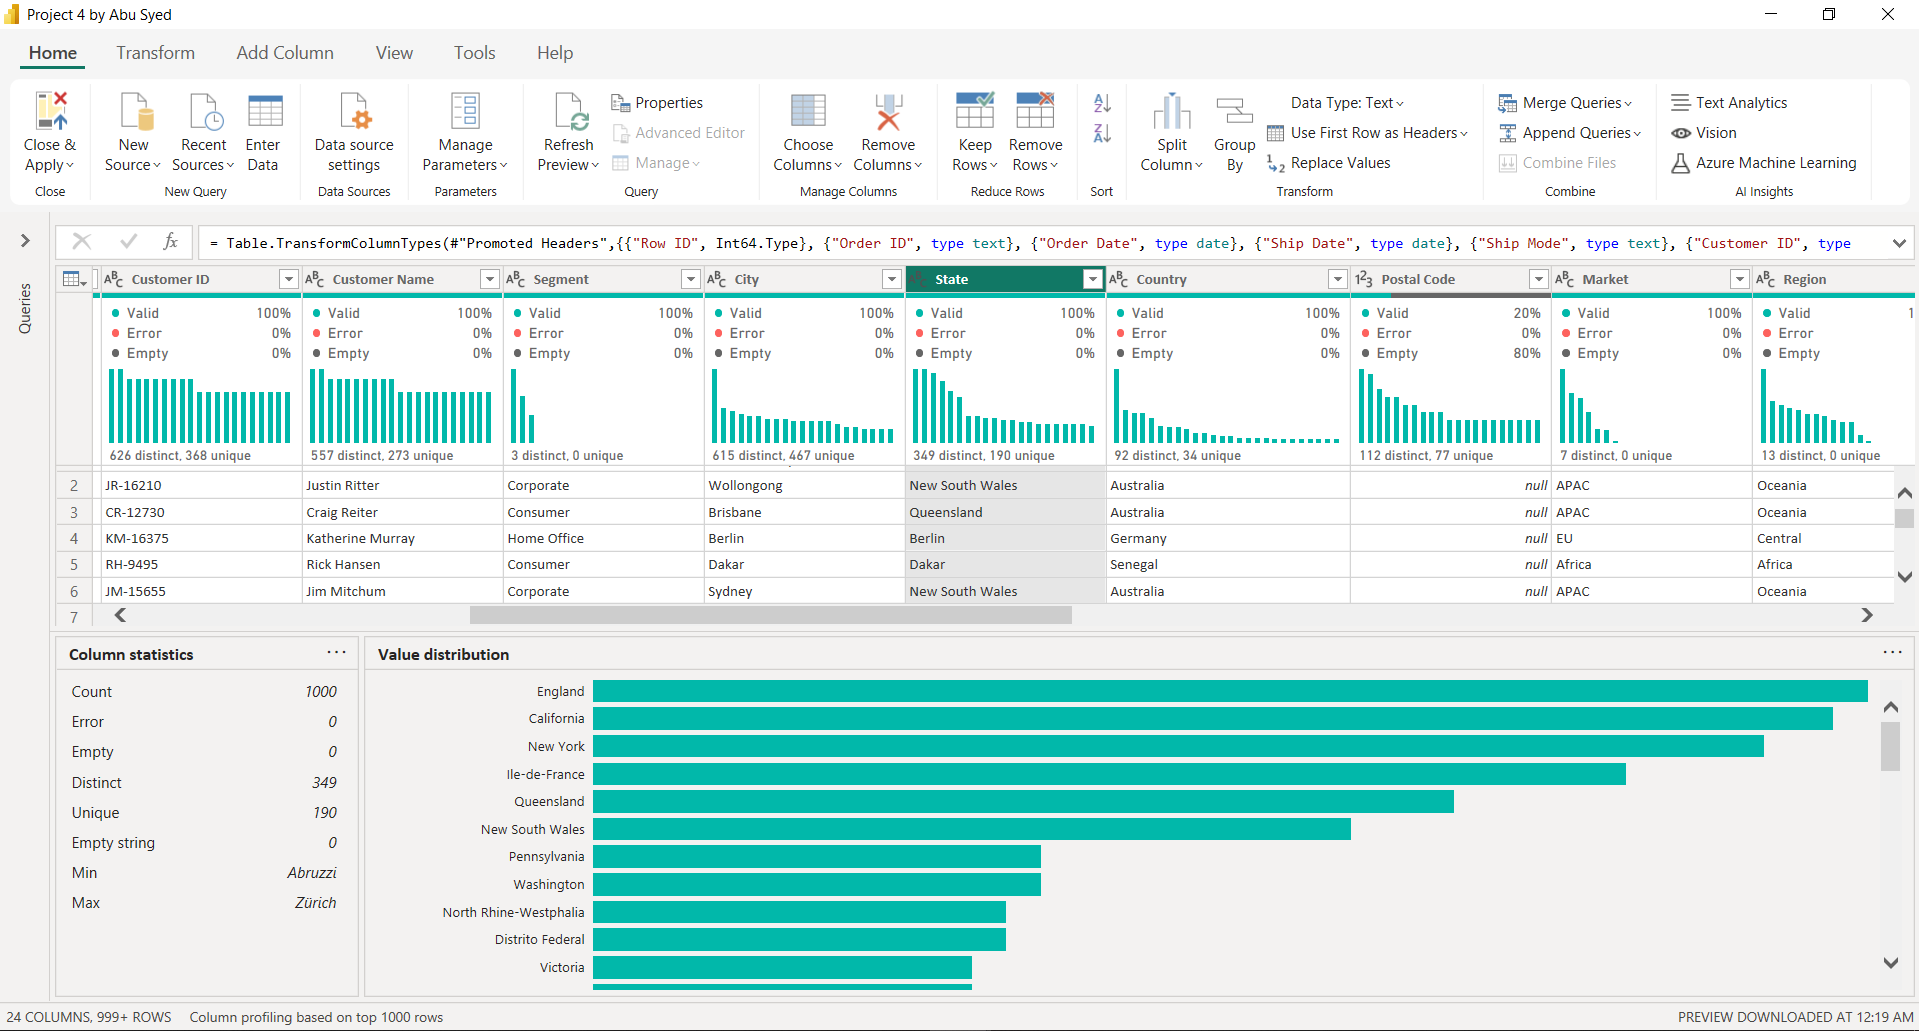 Project 4 by Abu Syed
Home Transform Add Column View Tools Help
Close & Apply
Close
New Source
Recent Sources
Enter Data
New Query
Data source settings
Data Sources
Manage Parameters
Parameters
Refresh Preview
Properties
Advanced Editor
Manage
Query
Choose Columns
Remove Columns
Manage Columns
Keep Rows
Remove Rows
Reduce Rows
Sort
Split Column
Group By
Data Type: Text
Use First Row as Headers
Replace Values
Transform
Merge Queries
Append Queries
Combine Files
Combine
Text Analytics
Vision
Azure Machine Learning
AI Insights
Queries
fx
= Table.TransformColumnTypes(#"Promoted Headers",{{"Row ID", Int64.Type}, {"Order ID", type text}, {"Order Date", type date}, {"Ship Date", type date}, {"Ship Mode", type text}, {"Customer ID", type
ABC Customer ID ABC Customer Name ABC Segment ABC City ABC State ABC Country 123 Postal Code ABC Market ABC Region
Valid 100% Valid 100% Valid 100% Valid 100% Valid 100% Valid 100% Valid 20% Valid 100% Valid 1
Error 0% Error 0% Error 0% Error 0% Error 0% Error 0% Error Error 0% Error
Empty 0% Empty 0% Empty 0% Empty 0% Empty 0% Empty 0% Empty 80% Empty 0% Empty
626 distinct, 368 unique 557 distinct, 273 unique 3 distinct, 0 unique 615 distinct, 467 unique 349 distinct, 190 unique 92 distinct, 34 unique 112 distinct, 77 unique 7 distinct, 0 unique 13 distinct, 0 unique
2 JR-16210 Justin Ritter Corporate Wollongong New South Wales Australia null APAC Oceania
3 CR-12730 Craig Reiter Consumer Brisbane Queensland Australia null APAC Oceania
4 KM-16375 Katherine Murray Home Office Berlin Berlin Germany null EU Central
5 RH-9495 Rick Hansen Consumer Dakar Dakar Senegal null Africa Africa
6 JM-15655 Jim Mitchum Corporate Sydney New South Wales Australia null APAC Oceania
7
Column statistics
Count 1000
Error 0
Empty 0
Distinct 349
Unique 190
Empty string 0
Min Abruzzi
Max Zürich
Value distribution
England
California
New York
Ile-de-France
Queensland
New South Wales
Pennsylvania
Washington
North Rhine-Westphalia
Distrito Federal
Victoria
24 COLUMNS, 999+ ROWS Column profiling based on top 1000 rows PREVIEW DOWNLOADED AT 12:19 AM